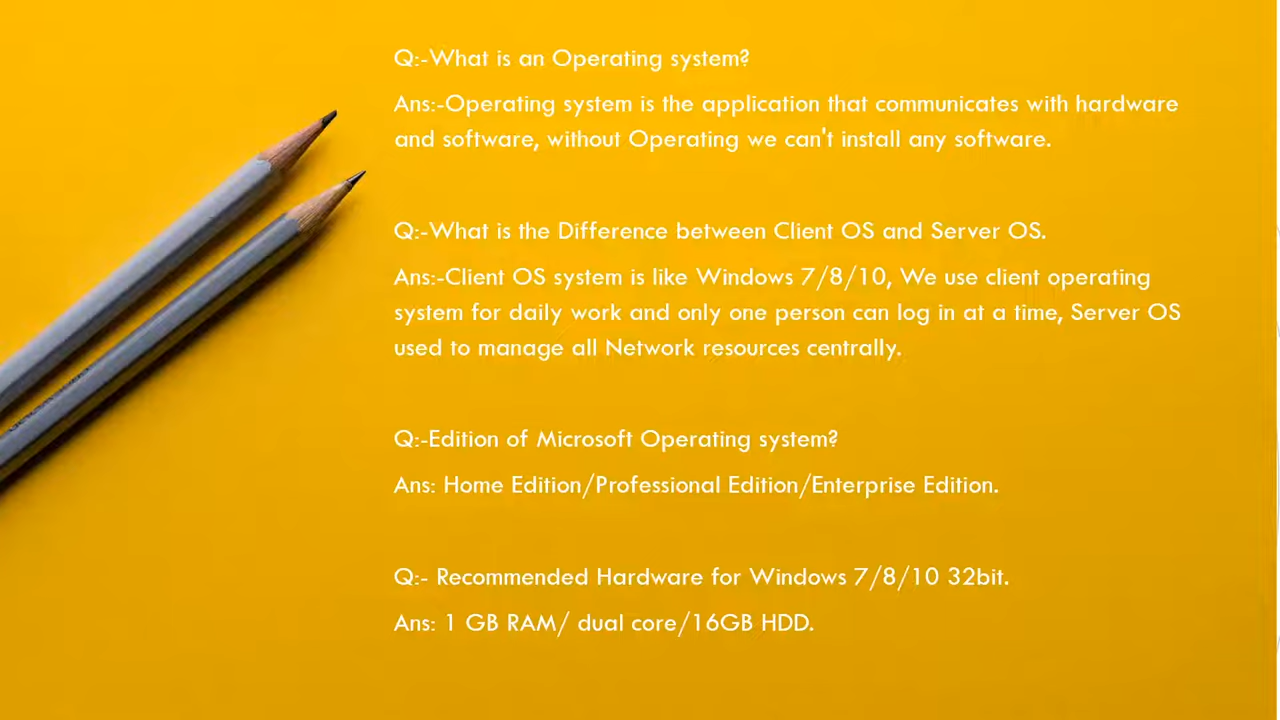 Q:-What is an Operating system?
Ans:-Operating system is the application that communicates with hardware
and software, without Operating we can't install any software.
Q:-What is the Difference between Client OS and Server OS.
Ans:-Client OS system is like Windows 7/8/10, We use client operating
system for daily work and only one person can log in at a time, Server OS
used to manage all Network resources centrally.
Q:-Edition of Microsoft Operating system?
Ans: Home Edition/Professional Edition/Enterprise Edition.
Q:- Recommended Hardware for Windows 7/8/10 32bit.
Ans: 1 GB RAM/ dual core/16GB HDD.